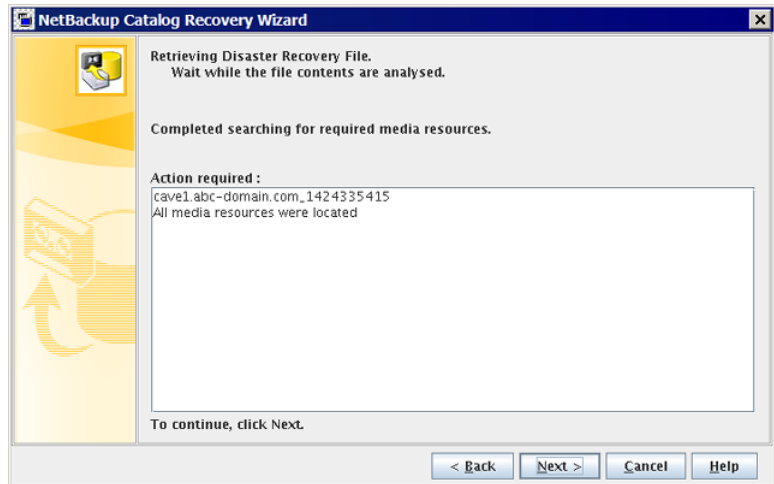 NetBackup Catalog Recovery Wizard
Retrieving Disaster Recovery File.
Wait while the file contents are analysed.
Completed searching for required media resources.
Action required :
cave1.abc-domain.com_1424335415
All media resources were located
To continue, click Next.
< Back Next > Cancel Help